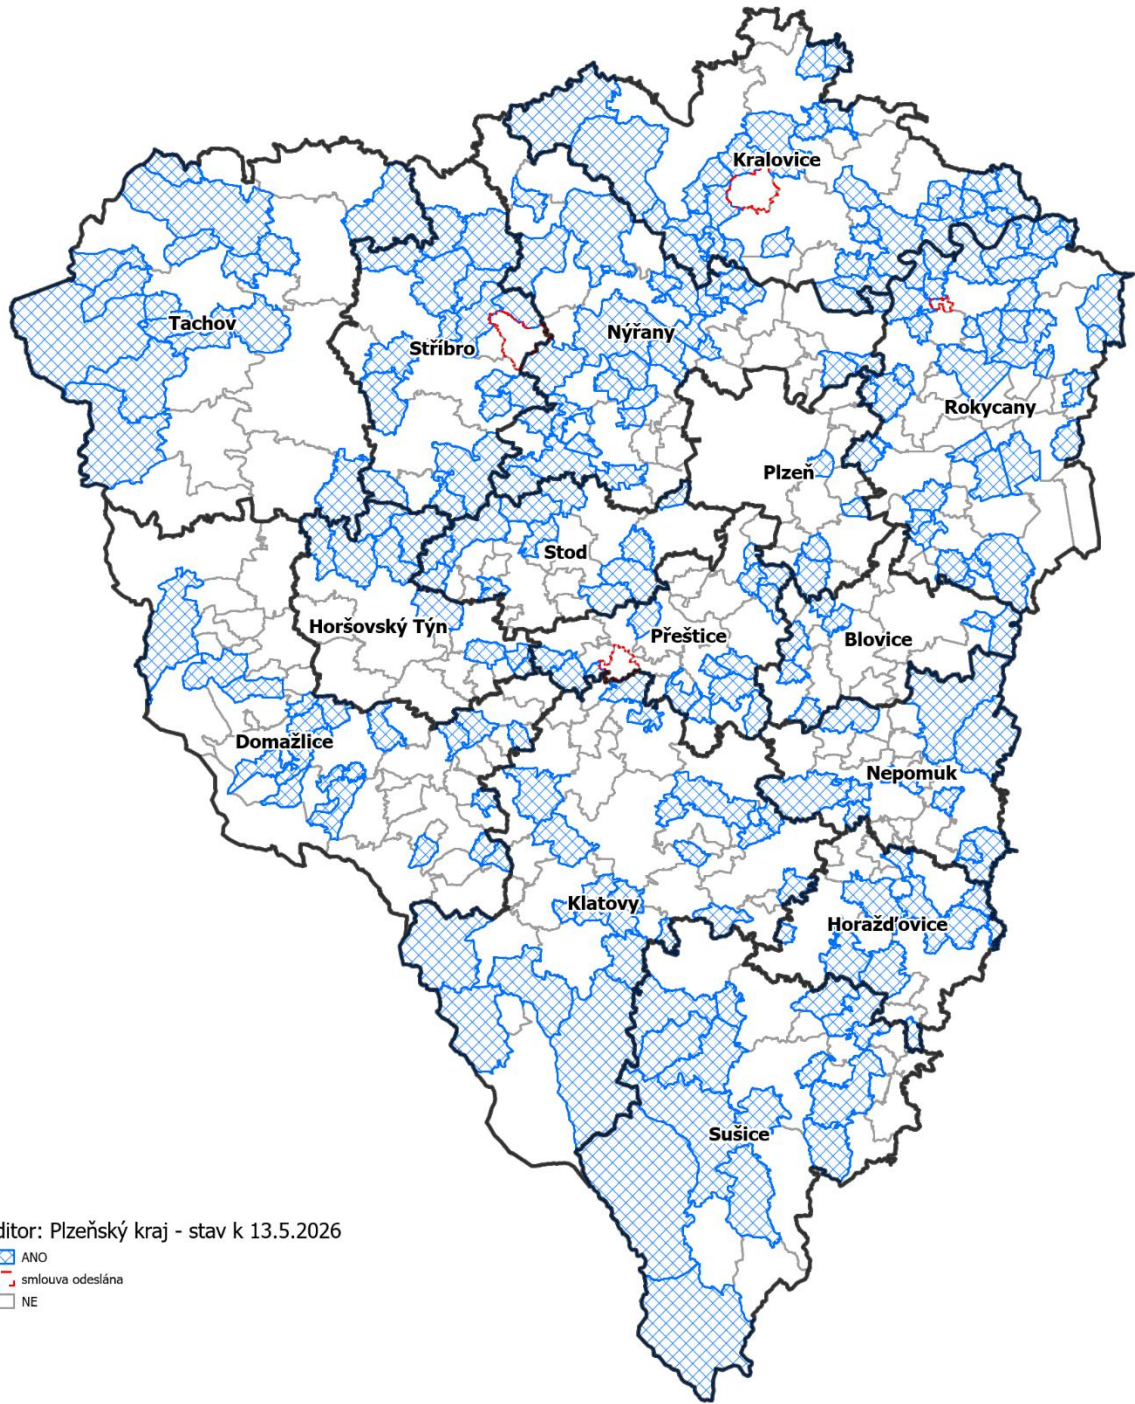 Kralovice
Tachov
Stříbro
Nýřany
Rokycany
Plzeň
Stod
Horšovský Týn
Přeštice
Blovice
Domažlice
Nepomuk
Klatovy
Horažďovice
Sušice
ditor: Plzeňský kraj - stav k 13.5.2026
ANO
smlouva odeslána
NE